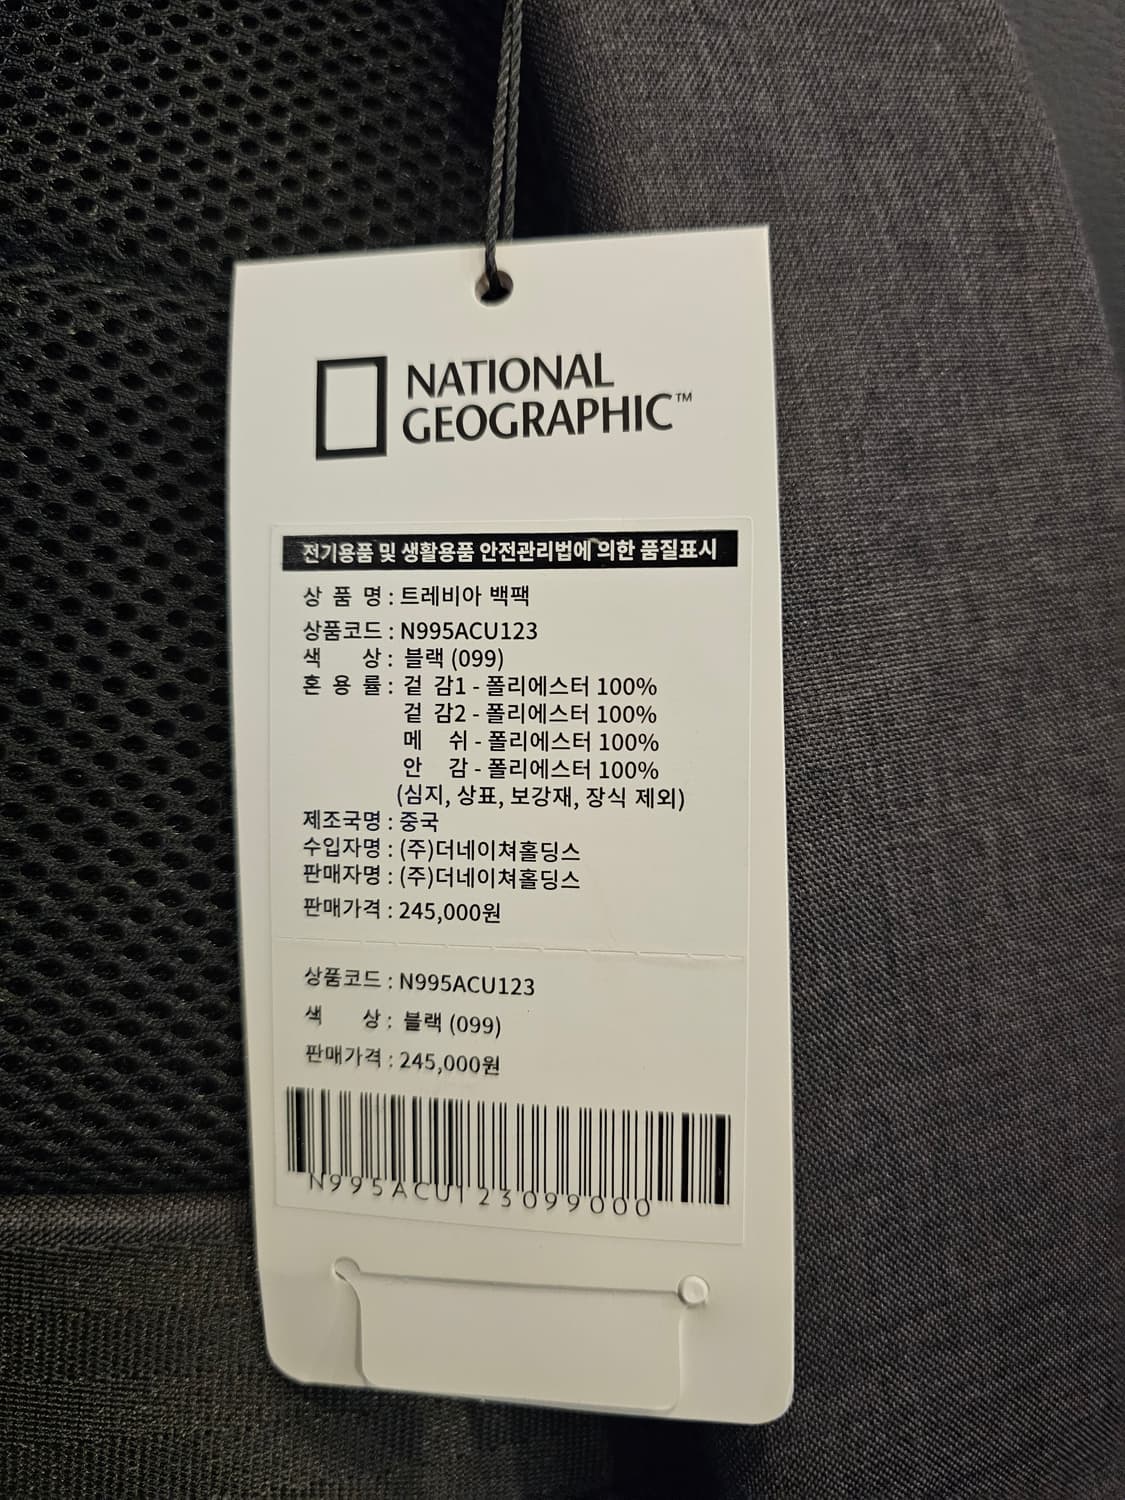 NATIONAL
GEOGRAPHIC™
전기용품 및 생활용품 안전관리법에 의한 품질표시
상 품 명 : 트레비아 백팩
상품코드 : N995ACU123
색 상 : 블랙 (099)
혼 용 률 : 겉 감1 - 폴리에스터 100%
겉 감2 - 폴리에스터 100%
메 쉬 - 폴리에스터 100%
안 감 - 폴리에스터 100%
(심지, 상표, 보강재, 장식 제외)
제조국명 : 중국
수입자명 : (주)더네이쳐홀딩스
판매자명 : (주)더네이쳐홀딩스
판매가격 : 245,000원
상품코드 : N995ACU123
색 상 : 블랙 (099)
판매가격 : 245,000원
N995ACU123099000